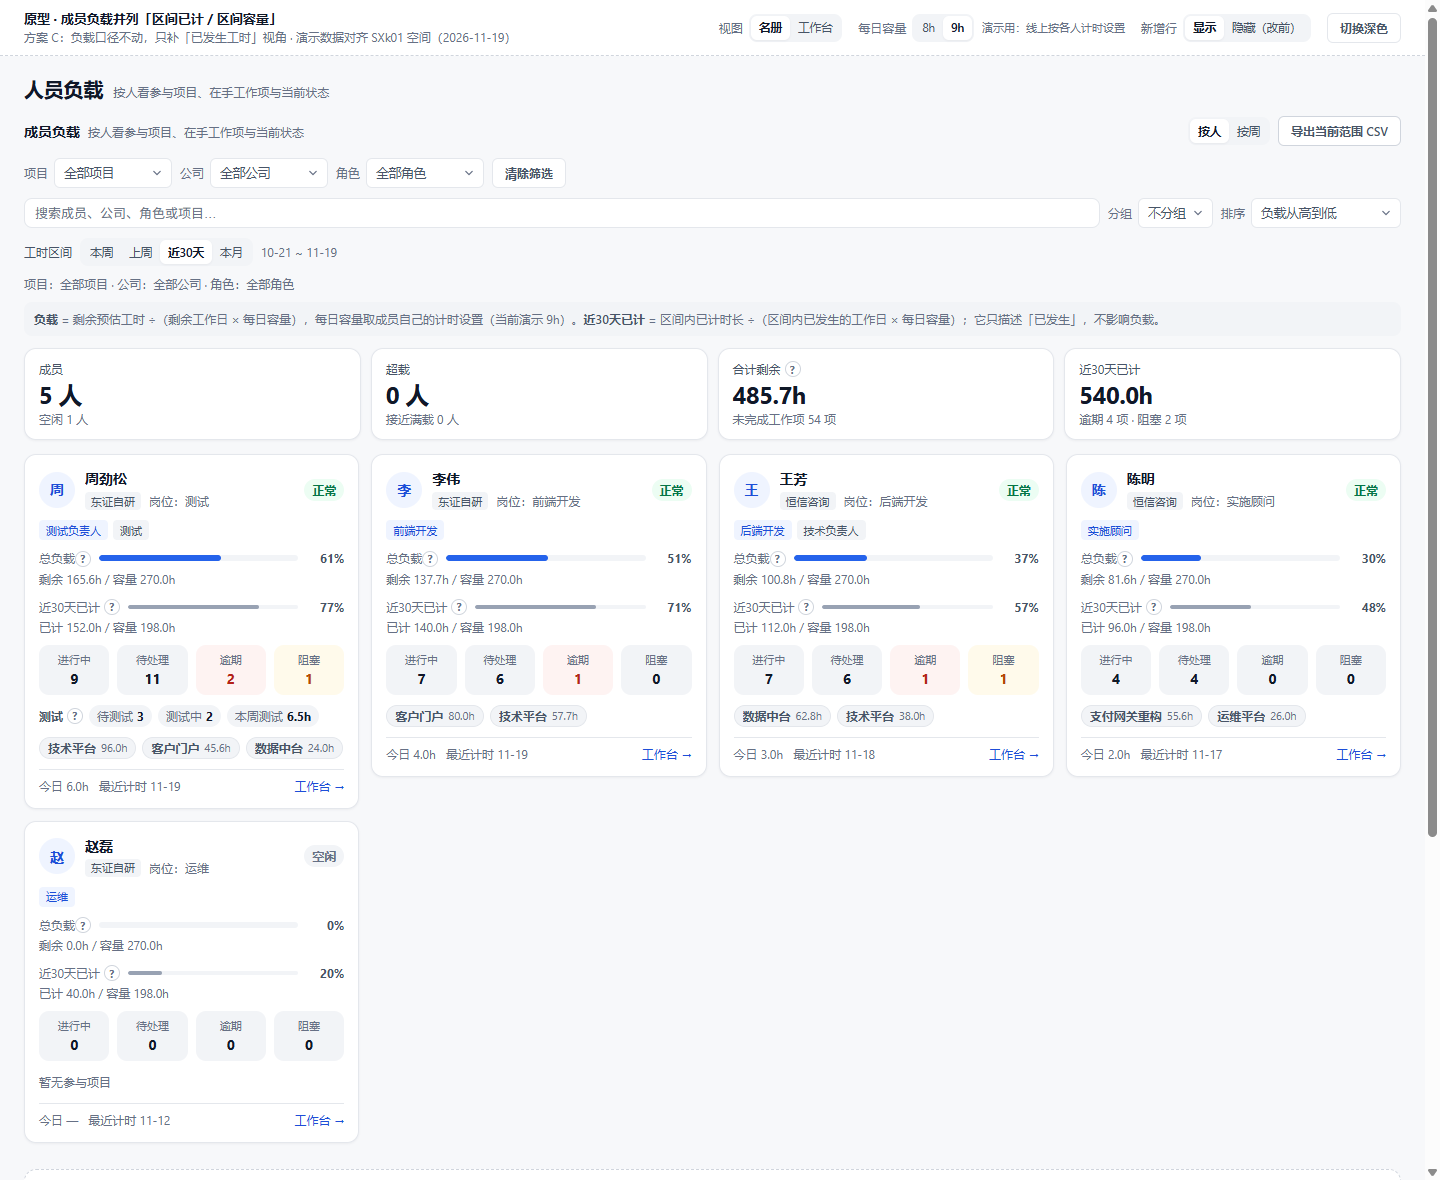 原型 · 成员负载并列「区间已计 / 区间容量」
方案 C：负载口径不动，只补「已发生工时」视角 · 演示数据对齐 SXk01 空间（2026-11-19）
视图 名册 工作台 每日容量 8h 9h 演示用：线上按各人计时设置 新增行 显示 隐藏（改前） 切换深色
人员负载 按人看参与项目、在手工作项与当前状态
成员负载 按人看参与项目、在手工作项与当前状态 按人 按周 导出当前范围 CSV
项目 全部项目 公司 全部公司 角色 全部角色 清除筛选
搜索成员、公司、角色或项目... 分组 不分组 排序 负载从高到低
工时区间 本周 上周 近30天 本月 10-21 ~ 11-19
项目：全部项目 · 公司：全部公司 · 角色：全部角色
负载 = 剩余预估工时 ÷（剩余工作日 × 每日容量），每日容量取成员自己的计时设置（当前演示 9h）。近30天已计 = 区间内已计时长 ÷（区间内已发生的工作日 × 每日容量）；它只描述「已发生」，不影响负载。
成员
5 人
空闲 1 人
超载
0 人
接近满载 0 人
合计剩余 ?
485.7h
未完成工作项 54 项
近30天已计
540.0h
逾期 4 项 · 阻塞 2 项
周 周劲松 正常
东证自研 岗位：测试
测试负责人 测试
总负载 ? 61%
剩余 165.6h / 容量 270.0h
近30天已计 ? 77%
已计 152.0h / 容量 198.0h
进行中 待处理 逾期 阻塞
9 11 2 1
测试 ? 待测试 3 测试中 2 本周测试 6.5h
技术平台 96.0h 客户门户 45.6h 数据中台 24.0h
今日 6.0h 最近计时 11-19 工作台 →
李 李伟 正常
东证自研 岗位：前端开发
前端开发
总负载 ? 51%
剩余 137.7h / 容量 270.0h
近30天已计 ? 71%
已计 140.0h / 容量 198.0h
进行中 待处理 逾期 阻塞
7 6 1 0
客户门户 80.0h 技术平台 57.7h
今日 4.0h 最近计时 11-19 工作台 →
王 王芳 正常
恒信咨询 岗位：后端开发
后端开发 技术负责人
总负载 ? 37%
剩余 100.8h / 容量 270.0h
近30天已计 ? 57%
已计 112.0h / 容量 198.0h
进行中 待处理 逾期 阻塞
7 6 1 1
数据中台 62.8h 技术平台 38.0h
今日 3.0h 最近计时 11-18 工作台 →
陈 陈明 正常
恒信咨询 岗位：实施顾问
实施顾问
总负载 ? 30%
剩余 81.6h / 容量 270.0h
近30天已计 ? 48%
已计 96.0h / 容量 198.0h
进行中 待处理 逾期 阻塞
4 4 0 0
支付网关重构 55.6h 运维平台 26.0h
今日 2.0h 最近计时 11-17 工作台 →
赵 赵磊 空闲
东证自研 岗位：运维
运维
总负载 ? 0%
剩余 0.0h / 容量 270.0h
近30天已计 ? 20%
已计 40.0h / 容量 198.0h
进行中 待处理 逾期 阻塞
0 0 0 0
暂无参与项目
今日 — 最近计时 11-12 工作台 →